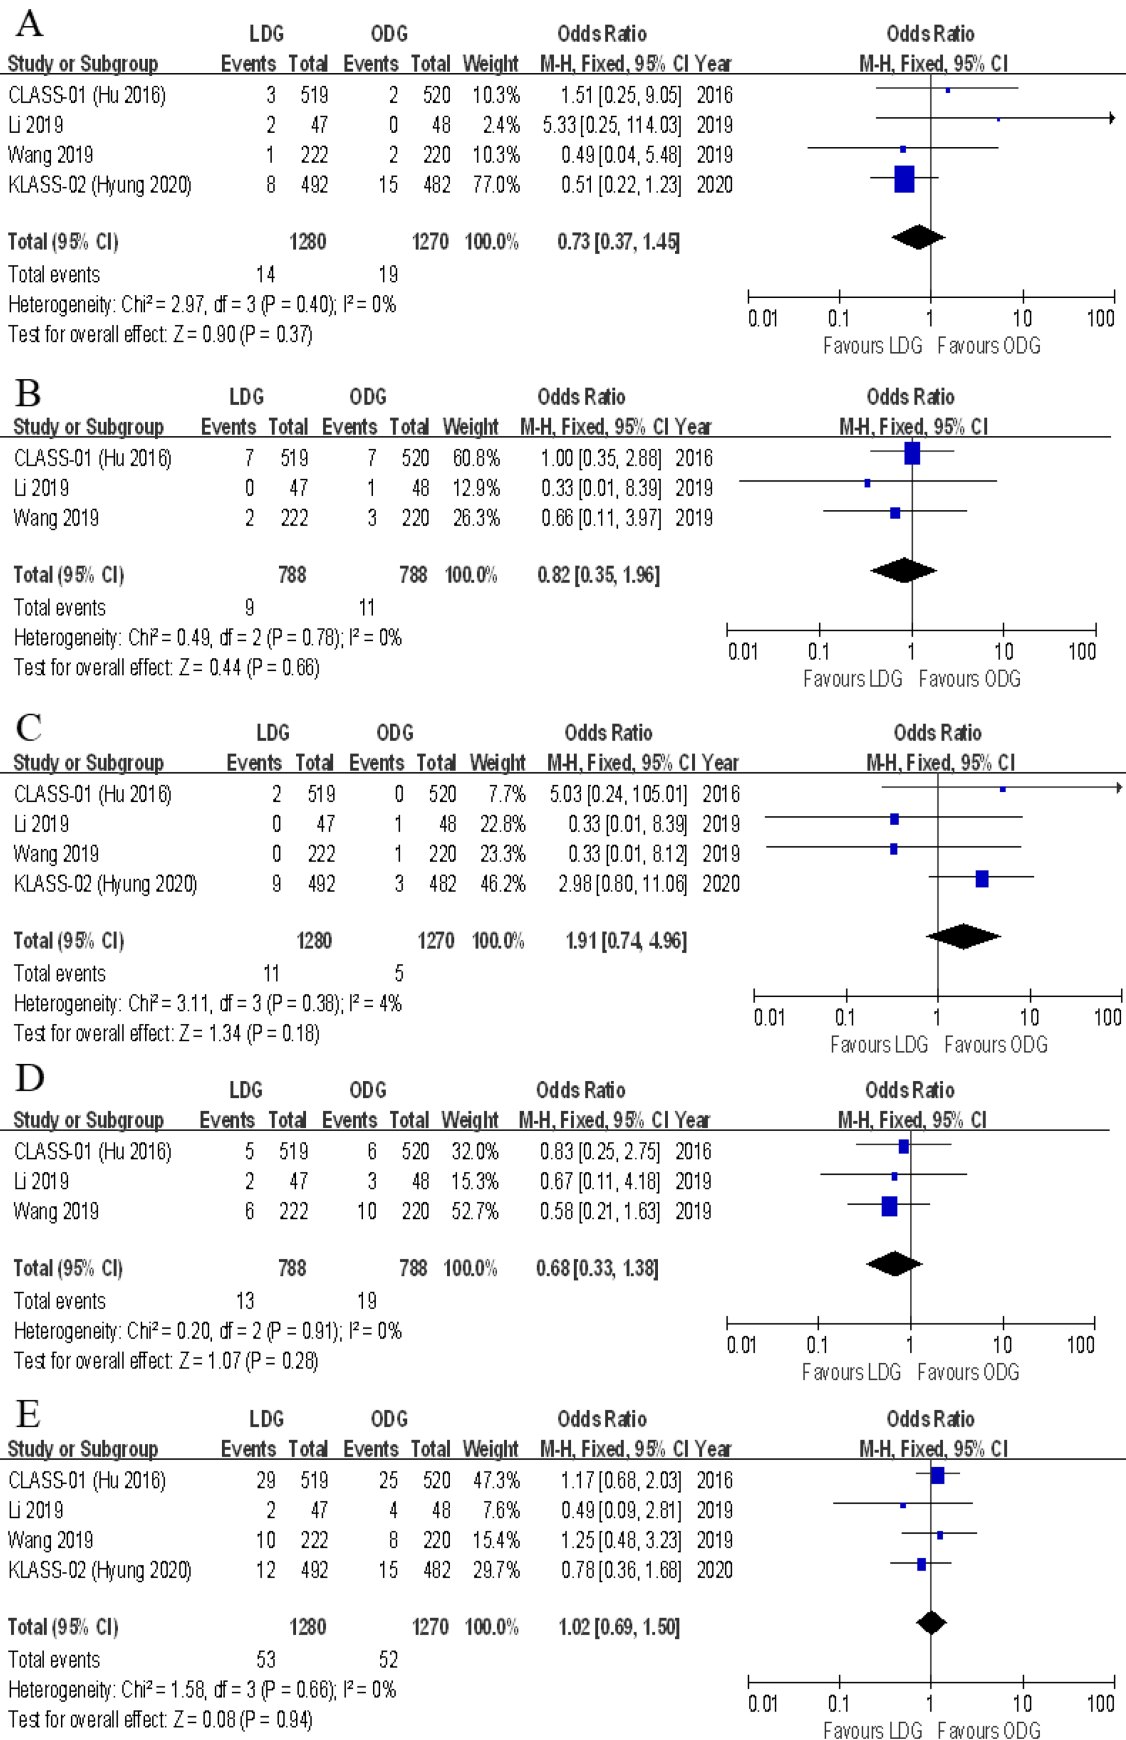 A
LDG ODG Odds Ratio Odds Ratio
Study or Subgroup Events Total Events Total Weight M-H, Fixed, 95% CI Year M-H, Fixed, 95% CI
CLASS-01 (Hu 2016) 3 519 2 520 10.3% 1.51 [0.25, 9.05] 2016
Li 2019 2 47 0 48 2.4% 5.33 [0.25, 114.03] 2019
Wang 2019 1 222 2 220 10.3% 0.49 [0.04, 5.48] 2019
KLASS-02 (Hyung 2020) 8 492 15 482 77.0% 0.51 [0.22, 1.23] 2020
Total (95% CI) 1280 1270 100.0% 0.73 [0.37, 1.45]
Total events 14 19
Heterogeneity: Chi² = 2.97, df = 3 (P = 0.40); I² = 0%
Test for overall effect: Z = 0.90 (P = 0.37)
0.01 0.1 1 10 100
Favours LDG Favours ODG
B
LDG ODG Odds Ratio Odds Ratio
Study or Subgroup Events Total Events Total Weight M-H, Fixed, 95% CI Year M-H, Fixed, 95% CI
CLASS-01 (Hu 2016) 7 519 7 520 60.8% 1.00 [0.35, 2.88] 2016
Li 2019 0 47 1 48 12.9% 0.33 [0.01, 8.39] 2019
Wang 2019 2 222 3 220 26.3% 0.66 [0.11, 3.97] 2019
Total (95% CI) 788 788 100.0% 0.82 [0.35, 1.96]
Total events 9 11
Heterogeneity: Chi² = 0.49, df = 2 (P = 0.78); I² = 0%
Test for overall effect: Z = 0.44 (P = 0.66)
0.01 0.1 1 10 100
Favours LDG Favours ODG
C
LDG ODG Odds Ratio Odds Ratio
Study or Subgroup Events Total Events Total Weight M-H, Fixed, 95% CI Year M-H, Fixed, 95% CI
CLASS-01 (Hu 2016) 2 519 0 520 7.7% 5.03 [0.24, 105.01] 2016
Li 2019 0 47 1 48 22.8% 0.33 [0.01, 8.39] 2019
Wang 2019 0 222 1 220 23.3% 0.33 [0.01, 8.12] 2019
KLASS-02 (Hyung 2020) 9 492 3 482 46.2% 2.98 [0.80, 11.06] 2020
Total (95% CI) 1280 1270 100.0% 1.91 [0.74, 4.96]
Total events 11 5
Heterogeneity: Chi² = 3.11, df = 3 (P = 0.38); I² = 4%
Test for overall effect: Z = 1.34 (P = 0.18)
0.01 0.1 1 10 100
Favours LDG Favours ODG
D
LDG ODG Odds Ratio Odds Ratio
Study or Subgroup Events Total Events Total Weight M-H, Fixed, 95% CI Year M-H, Fixed, 95% CI
CLASS-01 (Hu 2016) 5 519 6 520 32.0% 0.83 [0.25, 2.75] 2016
Li 2019 2 47 3 48 15.3% 0.67 [0.11, 4.18] 2019
Wang 2019 6 222 10 220 52.7% 0.58 [0.21, 1.63] 2019
Total (95% CI) 788 788 100.0% 0.68 [0.33, 1.38]
Total events 13 19
Heterogeneity: Chi² = 0.20, df = 2 (P = 0.91); I² = 0%
Test for overall effect: Z = 1.07 (P = 0.28)
0.01 0.1 1 10 100
Favours LDG Favours ODG
E
LDG ODG Odds Ratio Odds Ratio
Study or Subgroup Events Total Events Total Weight M-H, Fixed, 95% CI Year M-H, Fixed, 95% CI
CLASS-01 (Hu 2016) 29 519 25 520 47.3% 1.17 [0.68, 2.03] 2016
Li 2019 2 47 4 48 7.6% 0.49 [0.09, 2.81] 2019
Wang 2019 10 222 8 220 15.4% 1.25 [0.48, 3.23] 2019
KLASS-02 (Hyung 2020) 12 492 15 482 29.7% 0.78 [0.36, 1.68] 2020
Total (95% CI) 1280 1270 100.0% 1.02 [0.69, 1.50]
Total events 53 52
Heterogeneity: Chi² = 1.58, df = 3 (P = 0.66); I² = 0%
Test for overall effect: Z = 0.08 (P = 0.94)
0.01 0.1 1 10 100
Favours LDG Favours ODG